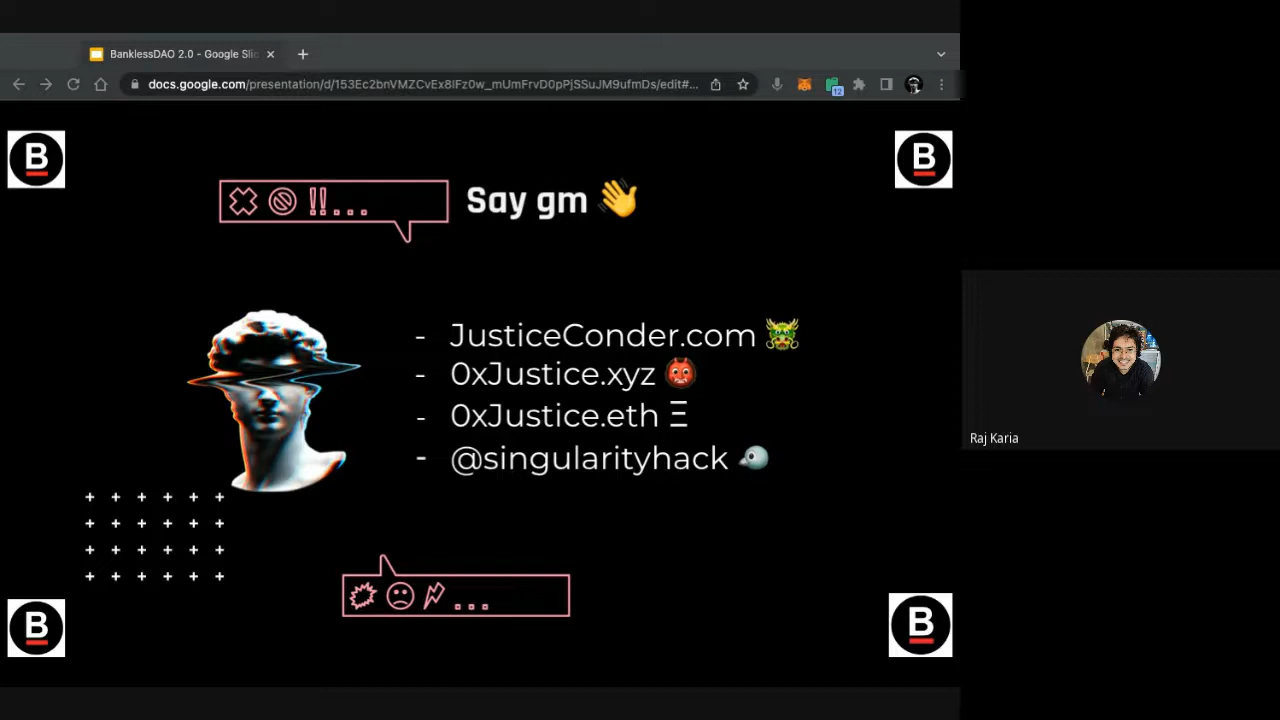 BanklessDAO 2.0 - Google Slic
docs.google.com/presentation/d/153Ec2bnVMZCvEx8IFz0w_mUmFrvD0pPjSSuJM9ufmDs/edit#...
12
B
B
Say gm 👋
- JusticeConder.com 🐲
- 0xJustice.xyz 👹
- 0xJustice.eth Ξ
- @singularityhack 🐦
Raj Karia
B
B